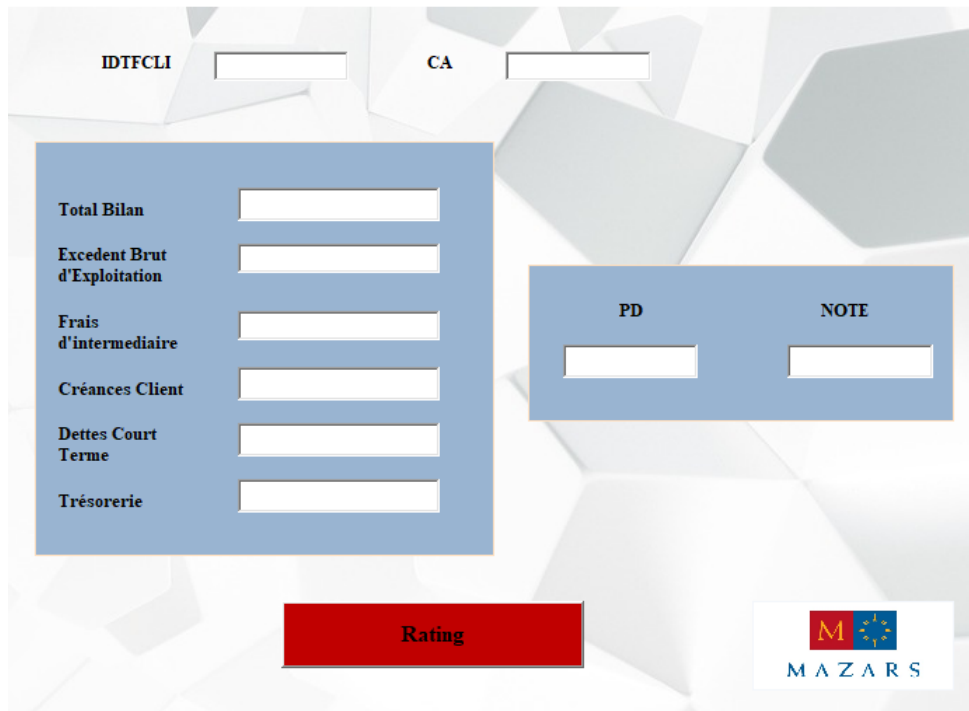 IDTFCLI
CA
Total Bilan
Excedent Brut
d'Exploitation
Frais
d'intermediaire
Créances Client
Dettes Court
Terme
Trésorerie
PD
NOTE
Rating
M
MAZARS